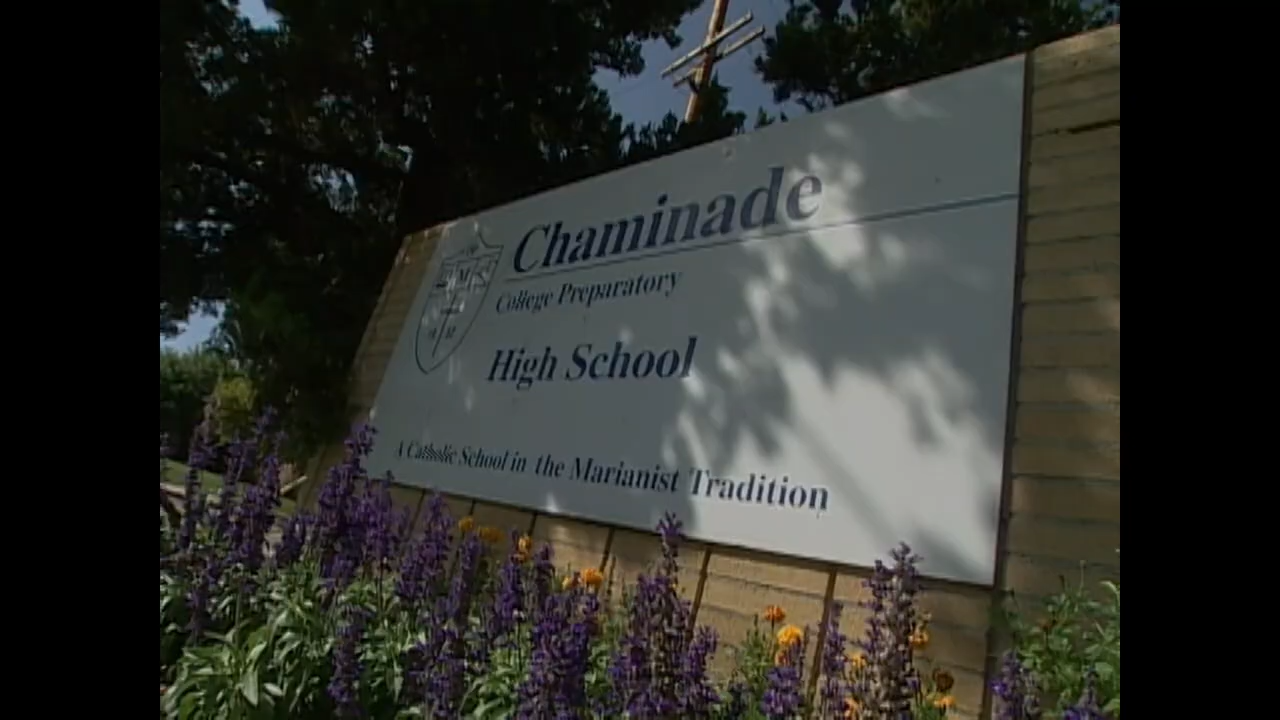 Chaminade
College Preparatory
High School
A Catholic School in the Marianist Tradition